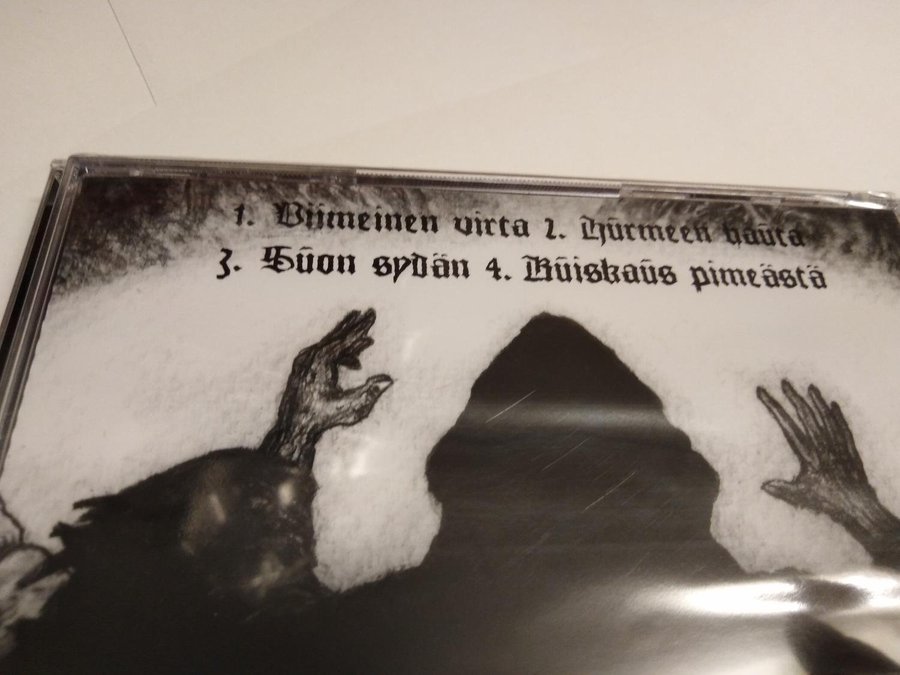 1. Viimeinen virta 2. Hurmeen hauta
3. Suon sydän 4. Kuiskaus pimeästä